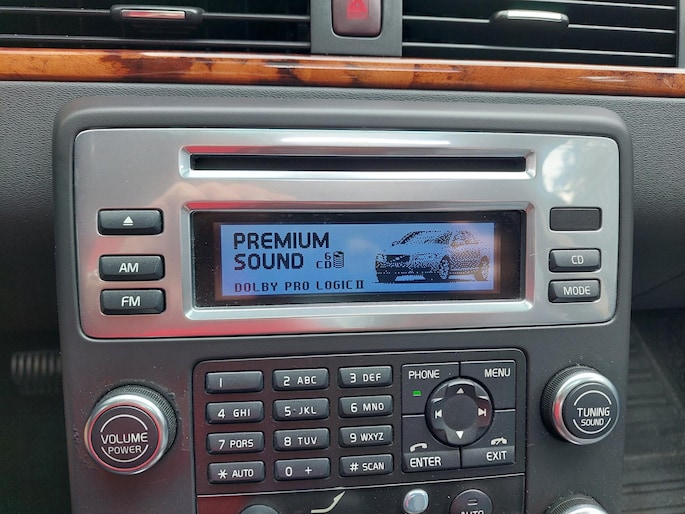 PREMIUM
SOUND 6
CD
DOLBY PRO LOGIC II
AM
FM
CD
MODE
1
2 ABC
3 DEF
PHONE
MENU
4 GHI
5·JKL
6 MNO
7 PQRS
8 TUV
9 WXYZ
* AUTO
0 +
# SCAN
ENTER
EXIT
VOLUME
POWER
TUNING
SOUND
AUTO